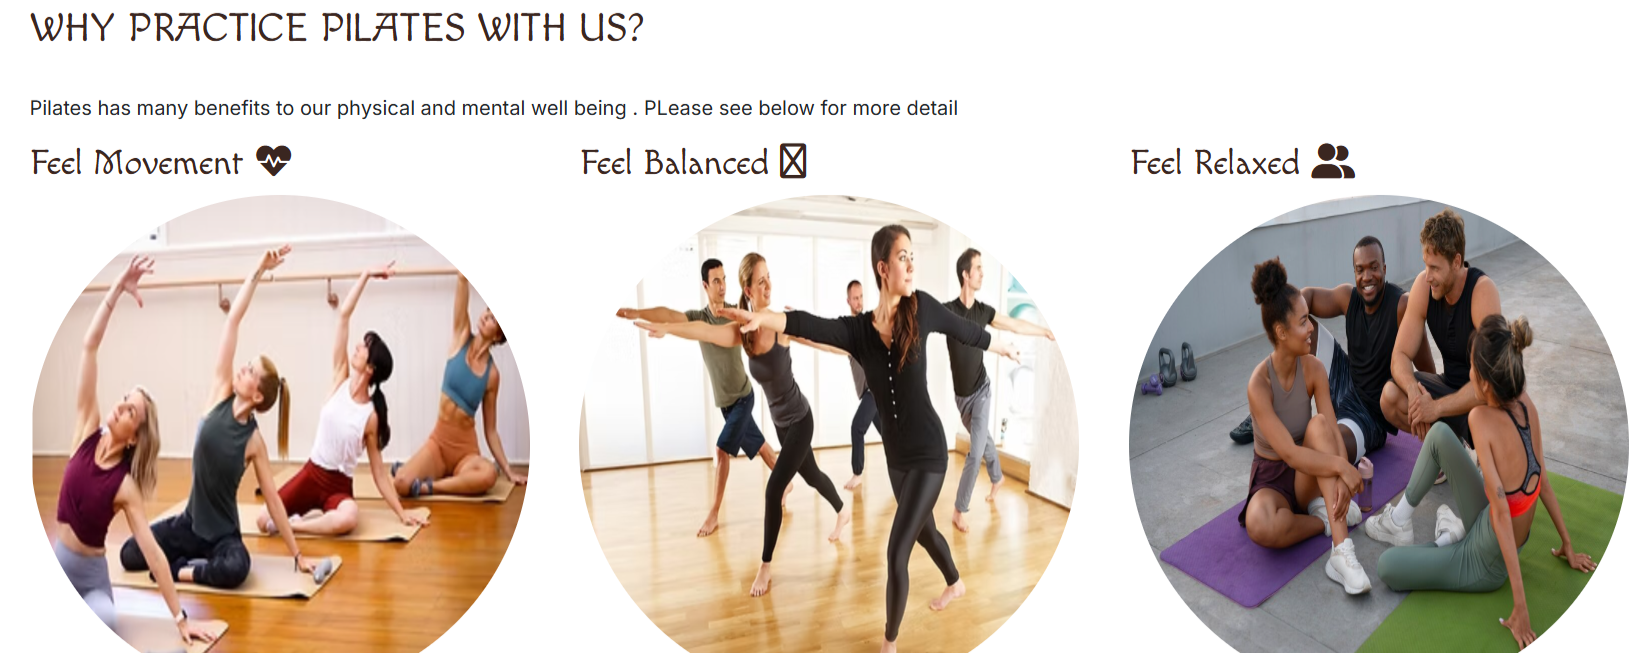 WHY PRACTICE PILATES WITH US?
Pilates has many benefits to our physical and mental well being . PLease see below for more detail
Feel Movement
Feel Balanced
Feel Relaxed